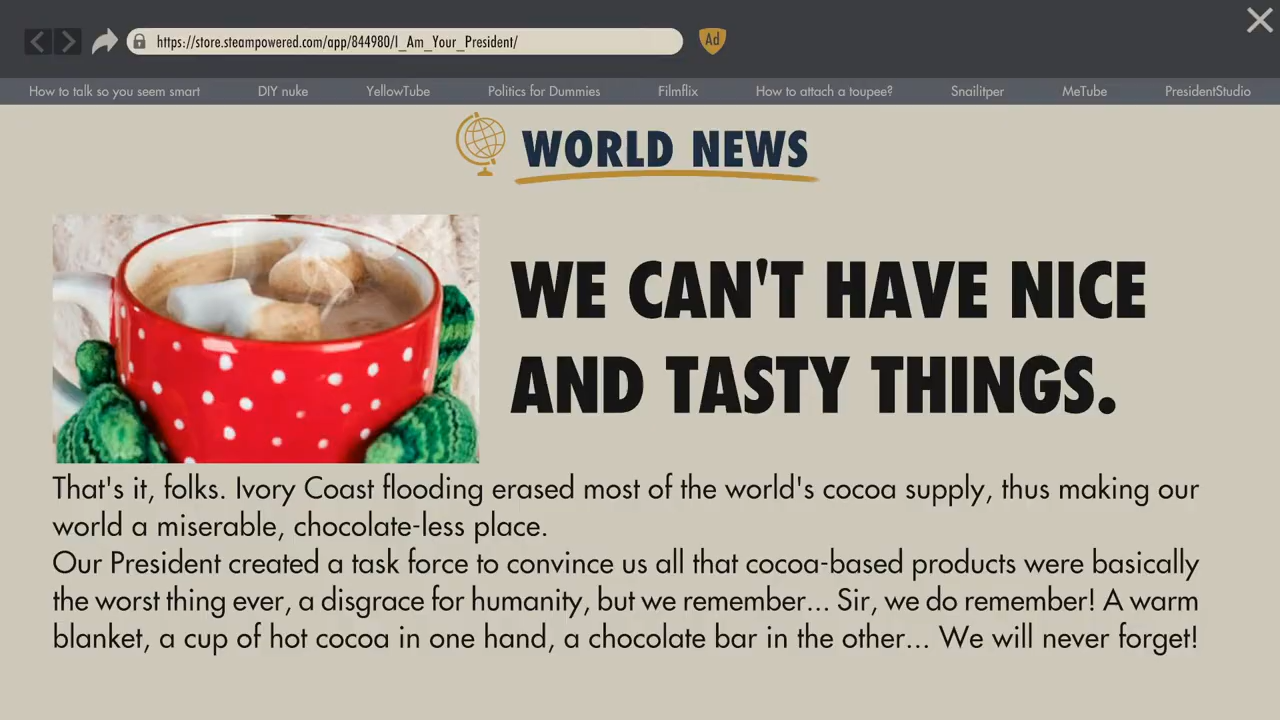 https://store.steampowered.com/app/844980/I_Am_Your_President/
Ad
How to talk so you seem smart DIY nuke YellowTube Politics for Dummies Filmflix How to attach a toupee? Snailitper MeTube PresidentStudio
WORLD NEWS
WE CAN'T HAVE NICE
AND TASTY THINGS.
That's it, folks. Ivory Coast flooding erased most of the world's cocoa supply, thus making our
world a miserable, chocolate-less place.
Our President created a task force to convince us all that cocoa-based products were basically
the worst thing ever, a disgrace for humanity, but we remember... Sir, we do remember! A warm
blanket, a cup of hot cocoa in one hand, a chocolate bar in the other... We will never forget!